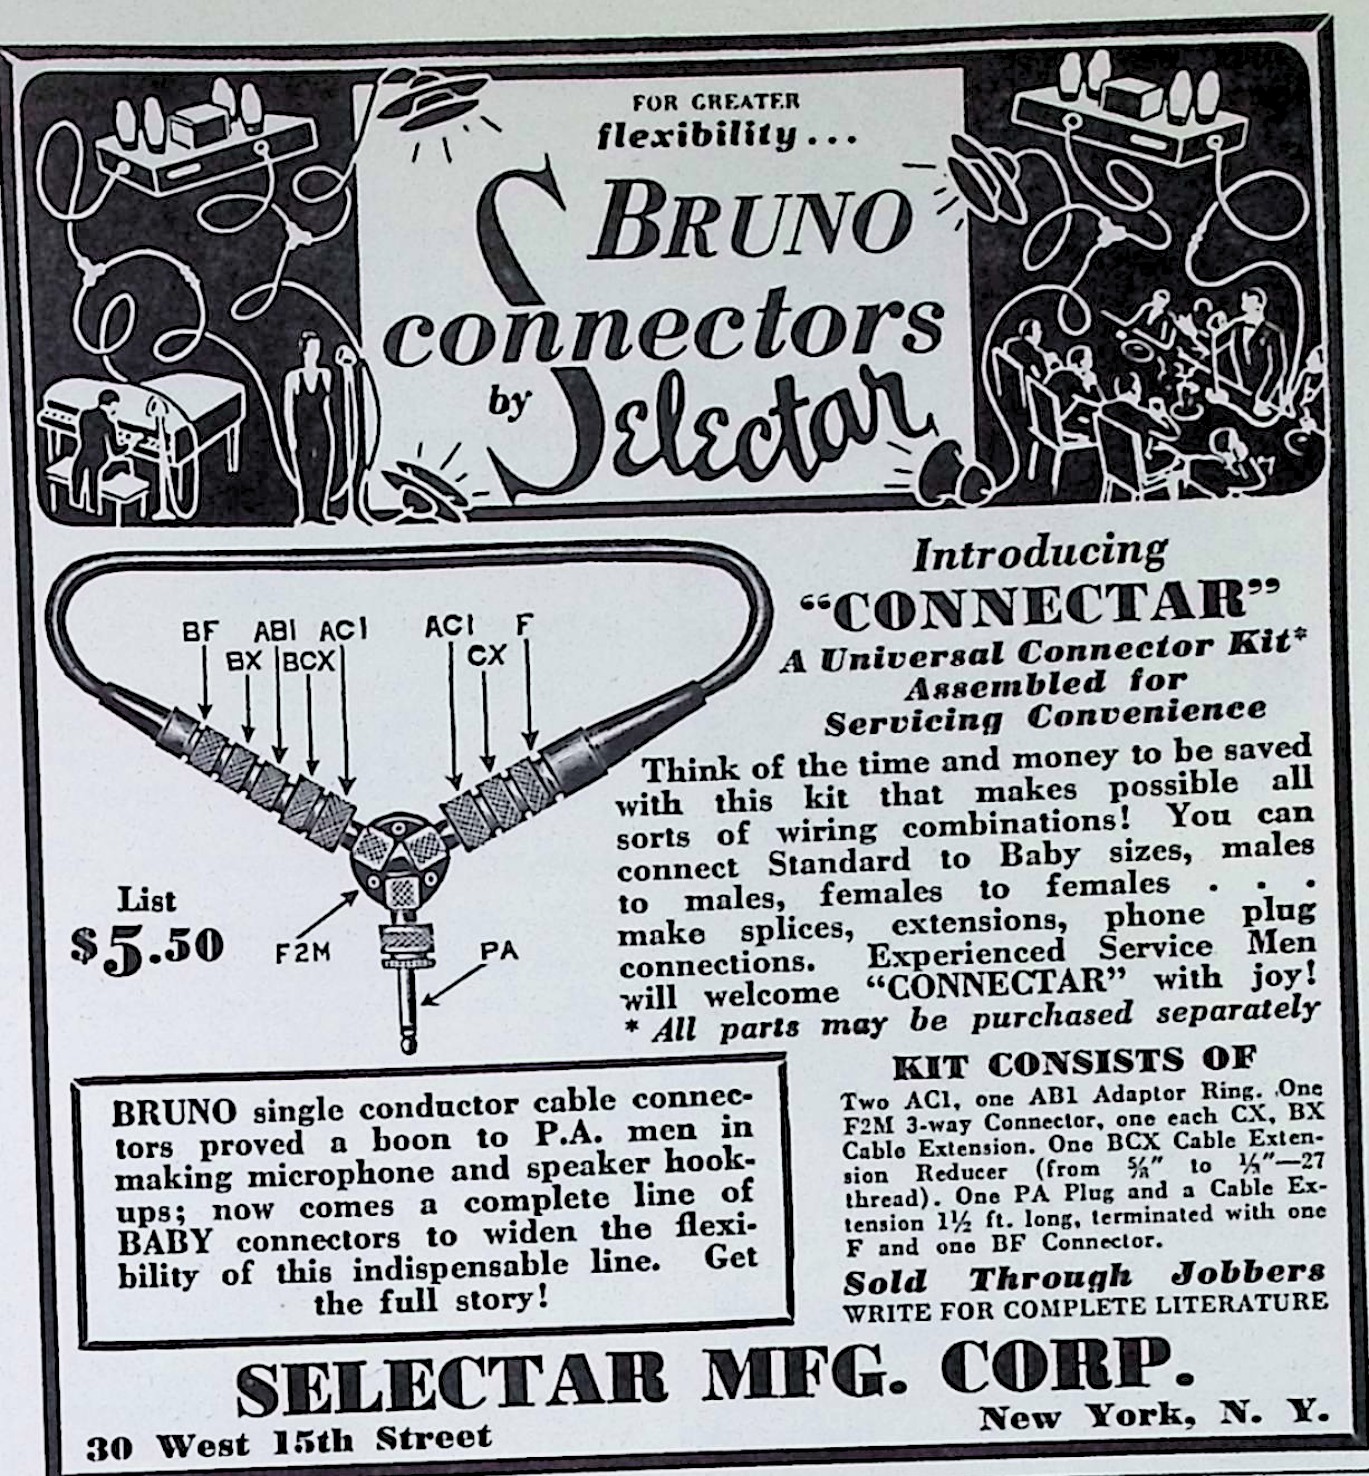 FOR GREATER
flexibility...
BRUNO
connectors
by Selectar
BF AB1 AC1 AC1 F
BX BCX CX
List
$5.50
F2M
PA
Introducing
“CONNECTAR”
A Universal Connector Kit*
Assembled for
Servicing Convenience
Think of the time and money to be saved
with this kit that makes possible all
sorts of wiring combinations! You can
connect Standard to Baby sizes, males
to males, females to females . . .
make splices, extensions, phone plug
connections. Experienced Service Men
will welcome “CONNECTAR” with joy!
* All parts may be purchased separately
BRUNO single conductor cable connec-
tors proved a boon to P.A. men in
making microphone and speaker hook-
ups; now comes a complete line of
BABY connectors to widen the flexi-
bility of this indispensable line. Get
the full story!
KIT CONSISTS OF
Two AC1, one AB1 Adaptor Ring. One
F2M 3-way Connector, one each CX, BX
Cable Extension. One BCX Cable Exten-
sion Reducer (from ⅝" to ½"—27
thread). One PA Plug and a Cable Ex-
tension 1½ ft. long, terminated with one
F and one BF Connector.
Sold Through Jobbers
WRITE FOR COMPLETE LITERATURE
SELECTAR MFG. CORP.
30 West 15th Street New York, N. Y.